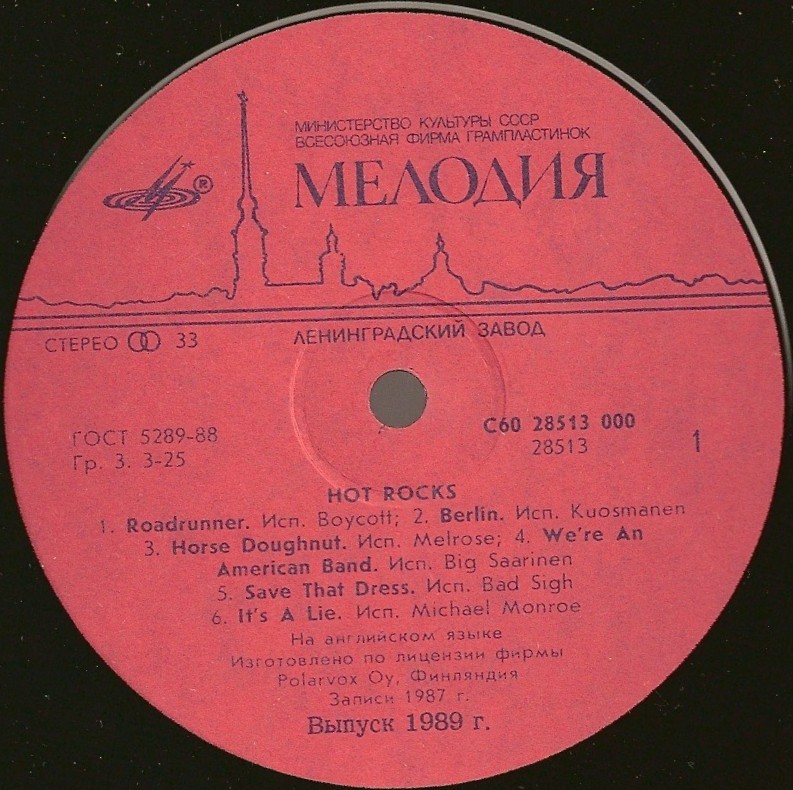 МИНИСТЕРСТВО КУЛЬТУРЫ СССР
ВСЕСОЮЗНАЯ ФИРМА ГРАМПЛАСТИНОК
МЕЛОДИЯ
®
СТЕРЕО 33
ЛЕНИНГРАДСКИЙ ЗАВОД
ГОСТ 5289-88
Гр. 3. 3-25
С60 28513 000
28513
1
HOT ROCKS
1. Roadrunner. Исп. Boycott; 2. Berlin. Исп. Kuosmanen
3. Horse Doughnut. Исп. Melrose; 4. We're An
American Band. Исп. Big Saarinen
5. Save That Dress. Исп. Bad Sigh
6. It's A Lie. Исп. Michael Monroe
На английском языке
Изготовлено по лицензии фирмы
Polarvox Oy, Финляндия
Записи 1987 г.
Выпуск 1989 г.